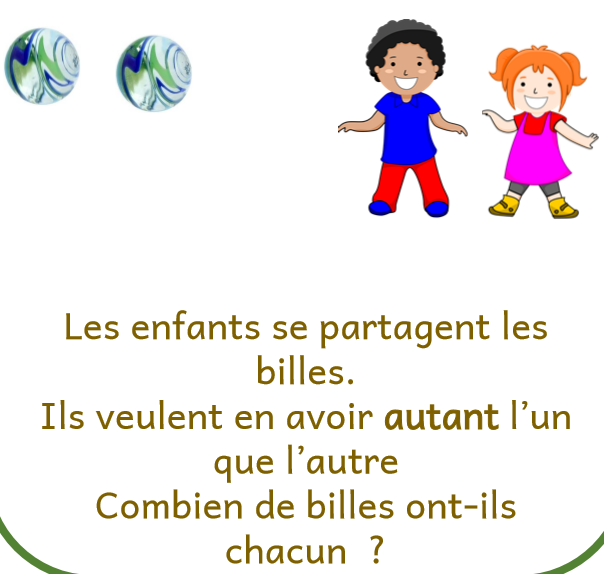 Les enfants se partagent les
billes.
Ils veulent en avoir autant l’un
que l’autre
Combien de billes ont-ils
chacun  ?